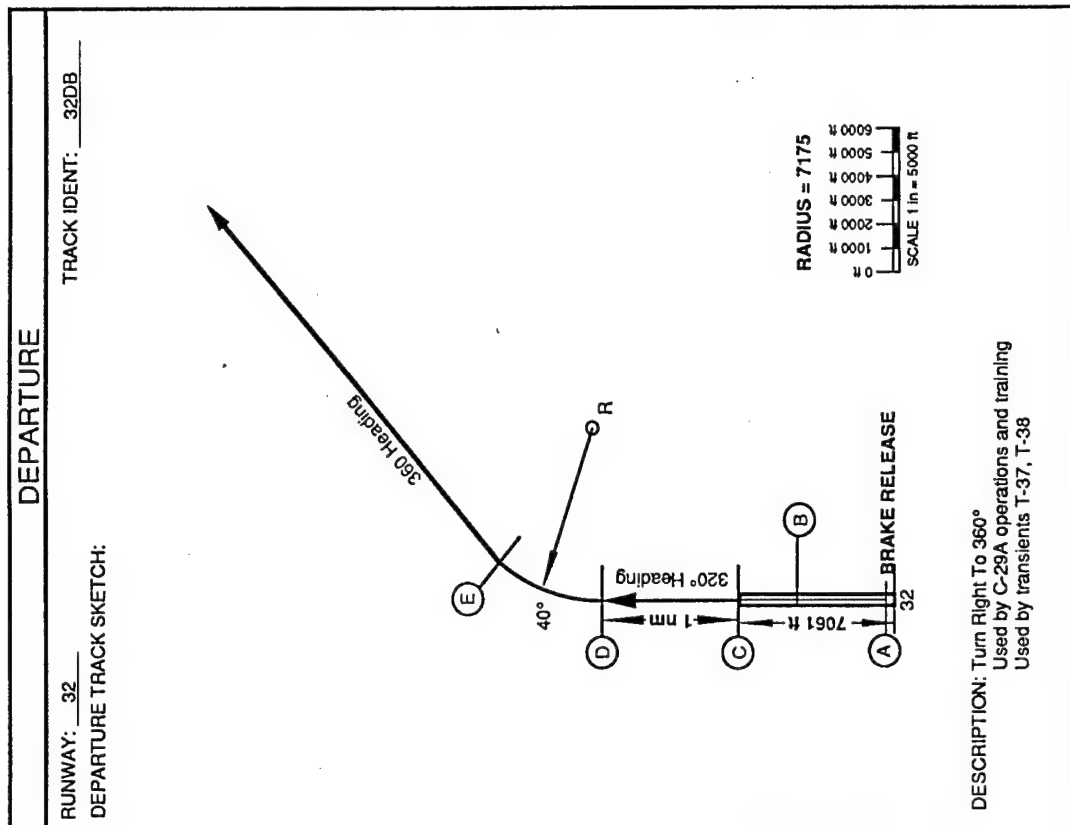 DEPARTURE
RUNWAY: 32
TRACK IDENT: 32DB
DEPARTURE TRACK SKETCH:
360 Heading
E
40°
R
D
1 nm
320° Heading
C
B
7061 ft
A
BRAKE RELEASE
32
RADIUS = 7175
0 ft
1000 ft
2000 ft
3000 ft
4000 ft
5000 ft
6000 ft
SCALE 1 in = 5000 ft
DESCRIPTION: Turn Right To 360°
Used by C-29A operations and training
Used by transients T-37, T-38